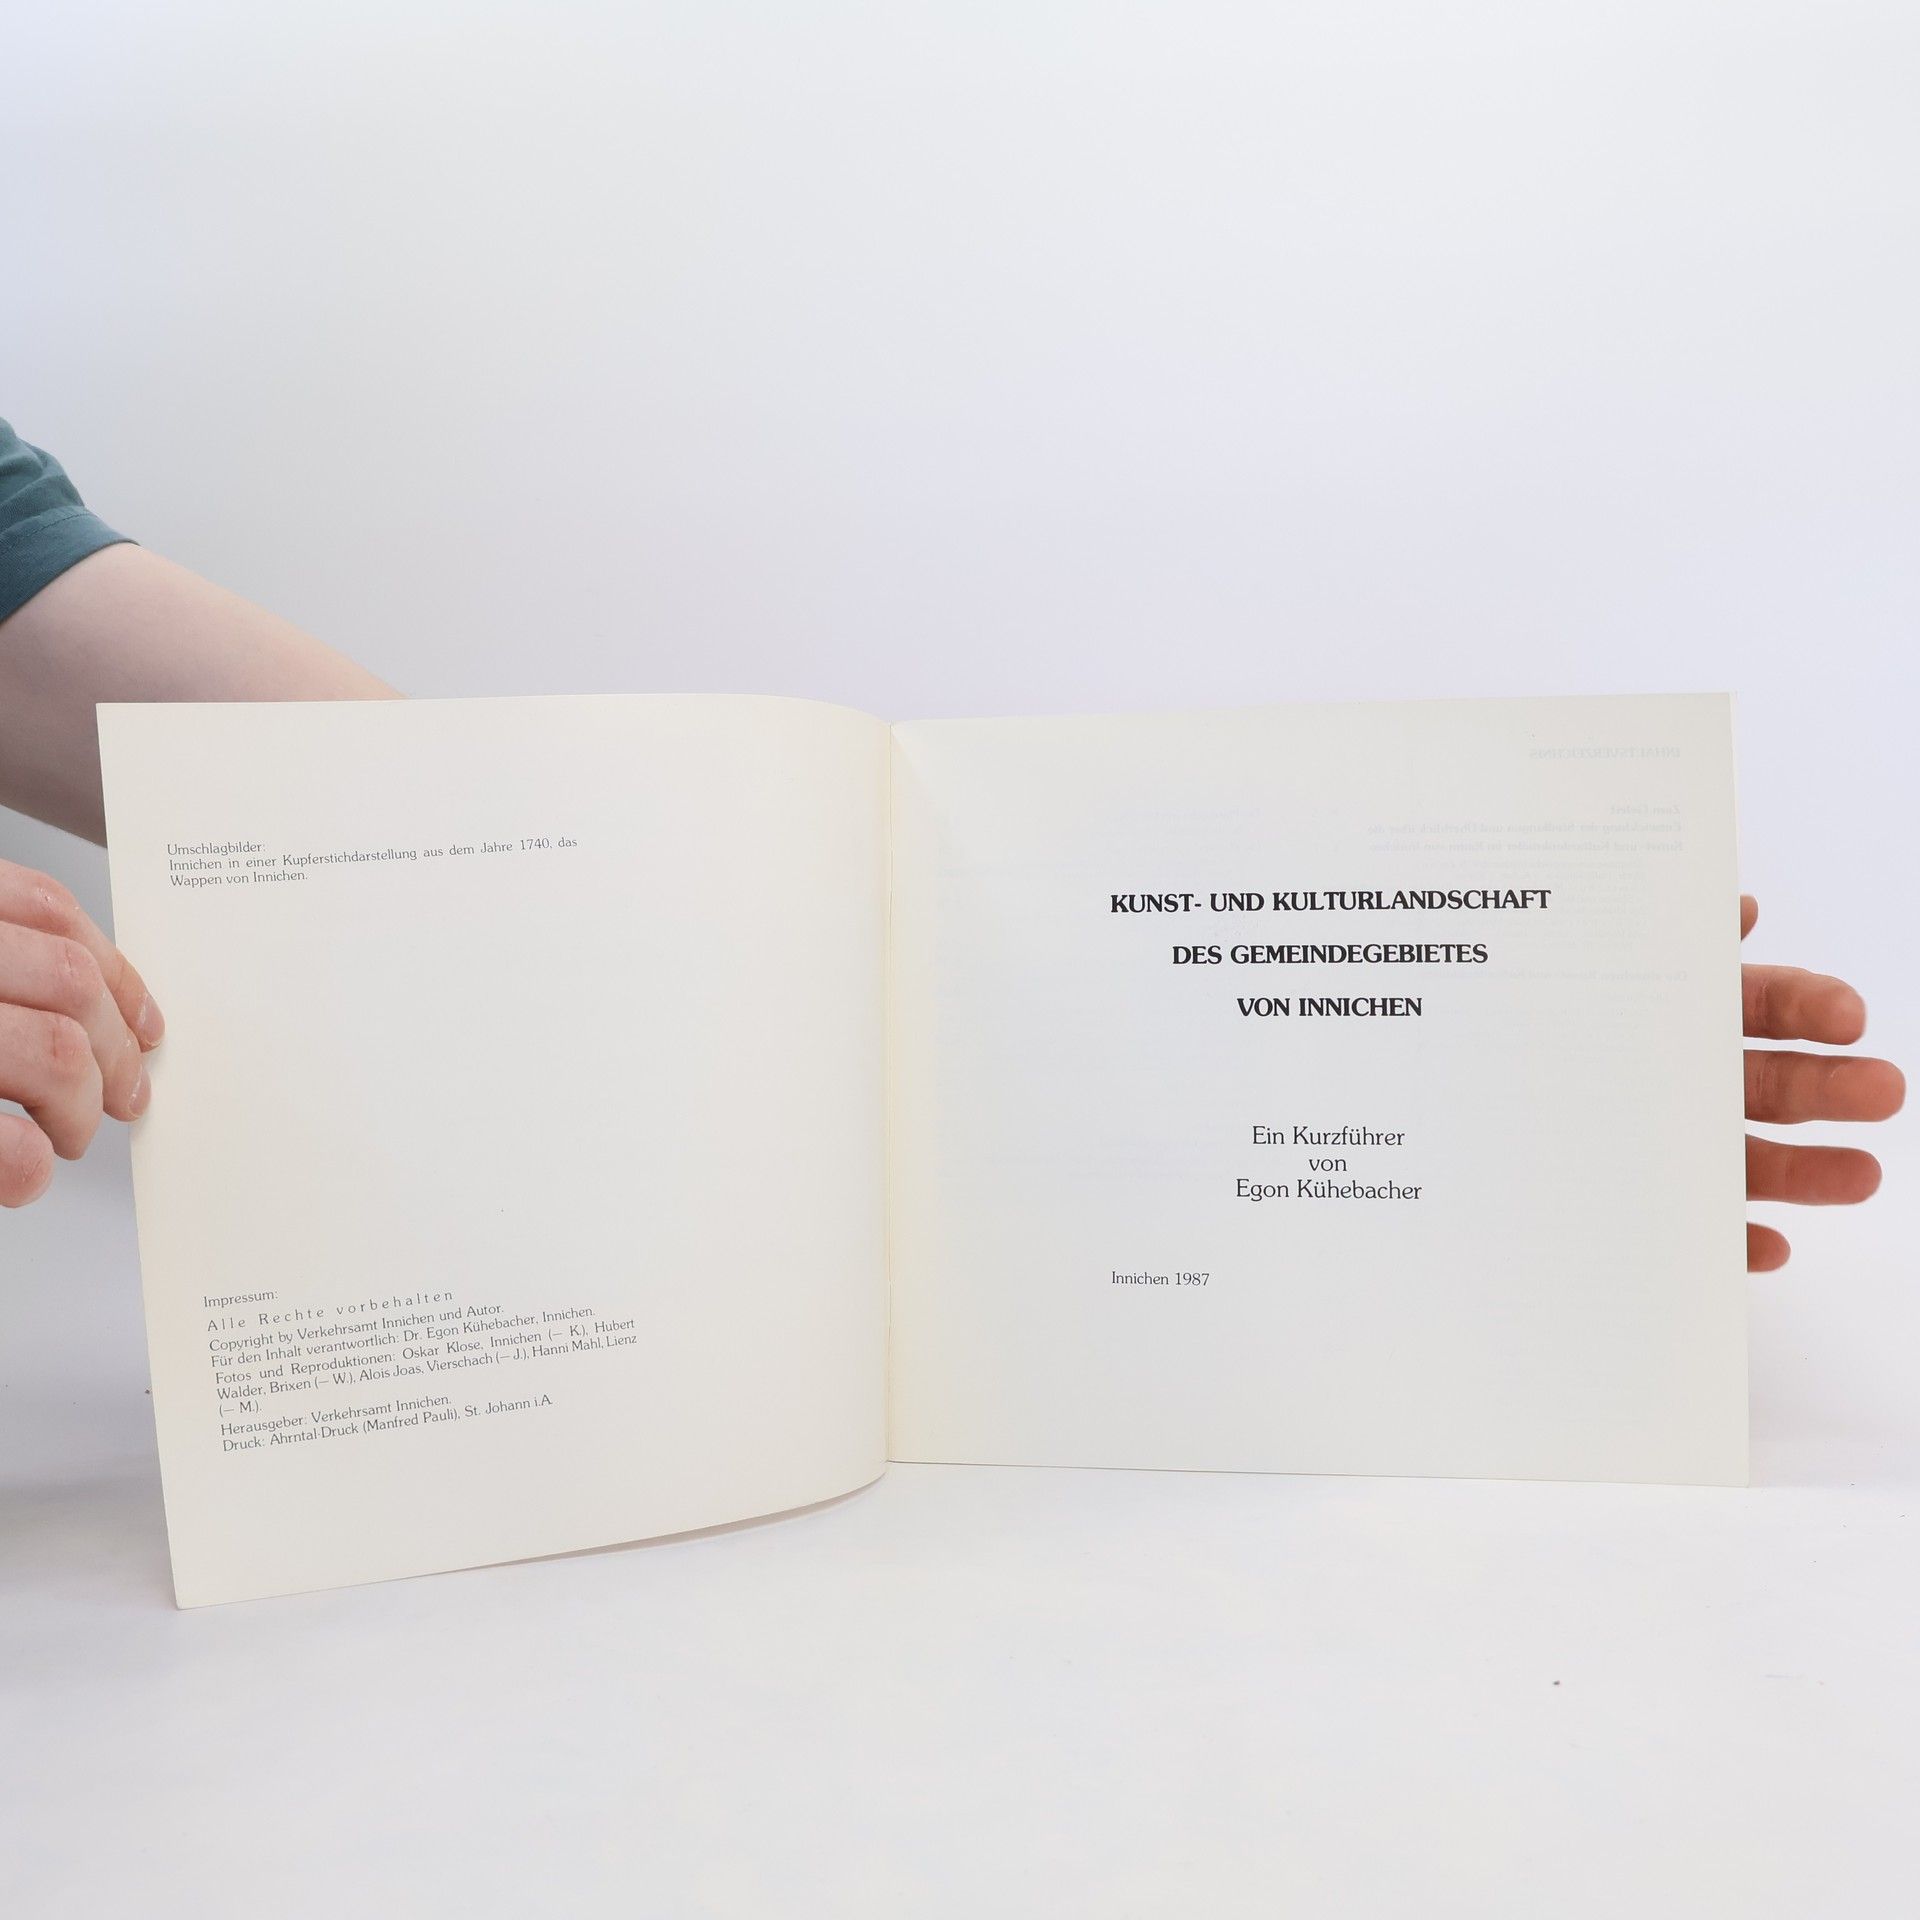 Umschlagbilder:
Innichen in einer Kupferstichdarstellung aus dem Jahre 1740, das
Wappen von Innichen.
Impressum:
Alle Rechte vorbehalten
Copyright by Verkehrsamt Innichen und Autor.
Für den Inhalt verantwortlich: Dr. Egon Kühebacher, Innichen.
Fotos und Reproduktionen: Oskar Klose, Innichen (— K.), Hubert
Walder, Brixen (— W.), Alois Joas, Vierschach (— J.), Hanni Mahl, Lienz
(— M.).
Herausgeber: Verkehrsamt Innichen.
Druck: Ahrntal-Druck (Manfred Pauli), St. Johann i.A.
KUNST- UND KULTURLANDSCHAFT
DES GEMEINDEGEBIETES
VON INNICHEN
Ein Kurzführer
von
Egon Kühebacher
Innichen 1987
INHALTSVERZEICHNIS
Zum Geleit